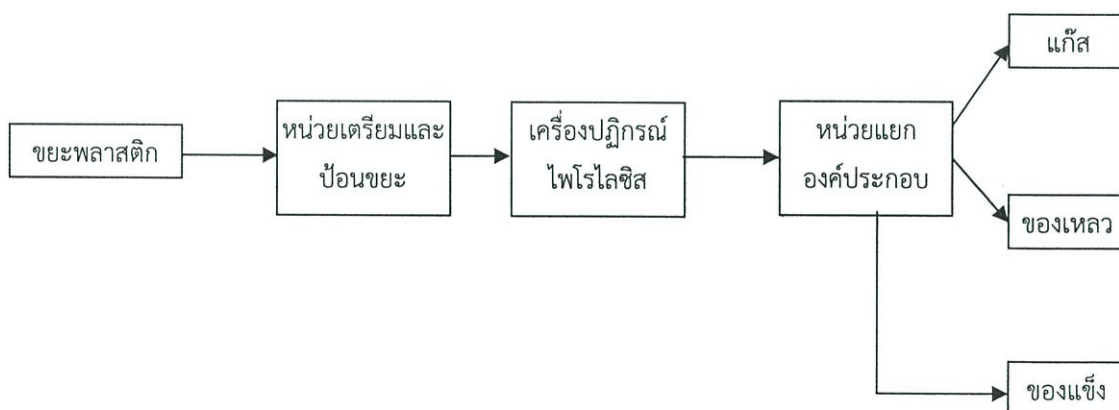 แก๊ส
ขยะพลาสติก
หน่วยเตรียมและ
ป้อนขยะ
เครื่องปฏิกรณ์
ไพโรไลซิส
หน่วยแยก
องค์ประกอบ
ของเหลว
ของแข็ง